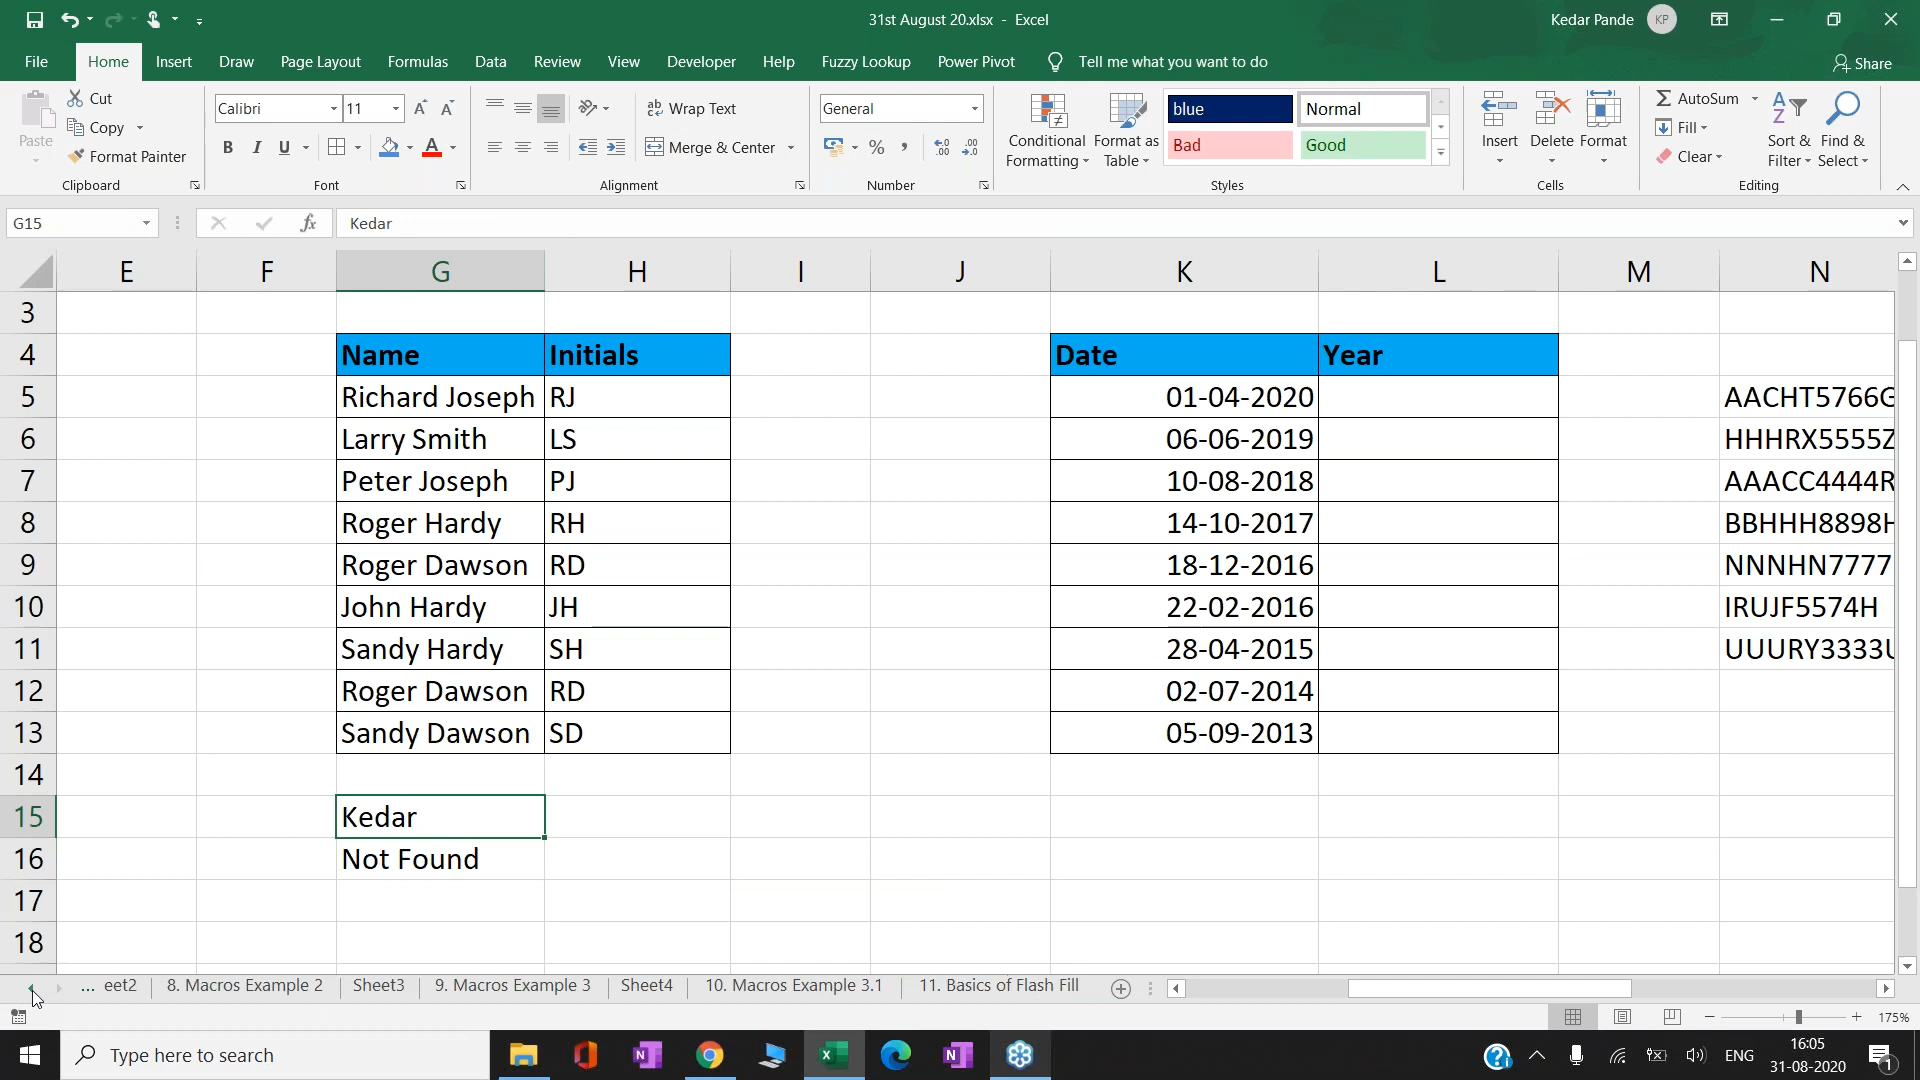 31st August 20.xlsx - Excel
Kedar Pande KP
File Home Insert Draw Page Layout Formulas Data Review View Developer Help Fuzzy Lookup Power Pivot Tell me what you want to do Share
Paste Cut Copy Format Painter
Clipboard
Calibri 11
B I U A
Font
ab Wrap Text
Merge & Center
Alignment
General
% ,
Number
Conditional Formatting
Format as Table
blue Normal
Bad Good
Styles
Insert Delete Format
Cells
AutoSum
Fill
Clear
Sort & Filter
Find & Select
Editing
G15 fx Kedar
E F G H I J K L M N
3
4 Name Initials Date Year
5 Richard Joseph RJ 01-04-2020 AACHT5766G
6 Larry Smith LS 06-06-2019 HHHRX5555Z
7 Peter Joseph PJ 10-08-2018 AAACC4444R
8 Roger Hardy RH 14-10-2017 BBHHH8898H
9 Roger Dawson RD 18-12-2016 NNNHN7777
10 John Hardy JH 22-02-2016 IRUJF5574H
11 Sandy Hardy SH 28-04-2015 UUURY3333U
12 Roger Dawson RD 02-07-2014
13 Sandy Dawson SD 05-09-2013
14
15 Kedar
16 Not Found
17
18
... eet2 8. Macros Example 2 Sheet3 9. Macros Example 3 Sheet4 10. Macros Example 3.1 11. Basics of Flash Fill
175%
Type here to search
ENG
16:05
31-08-2020
1